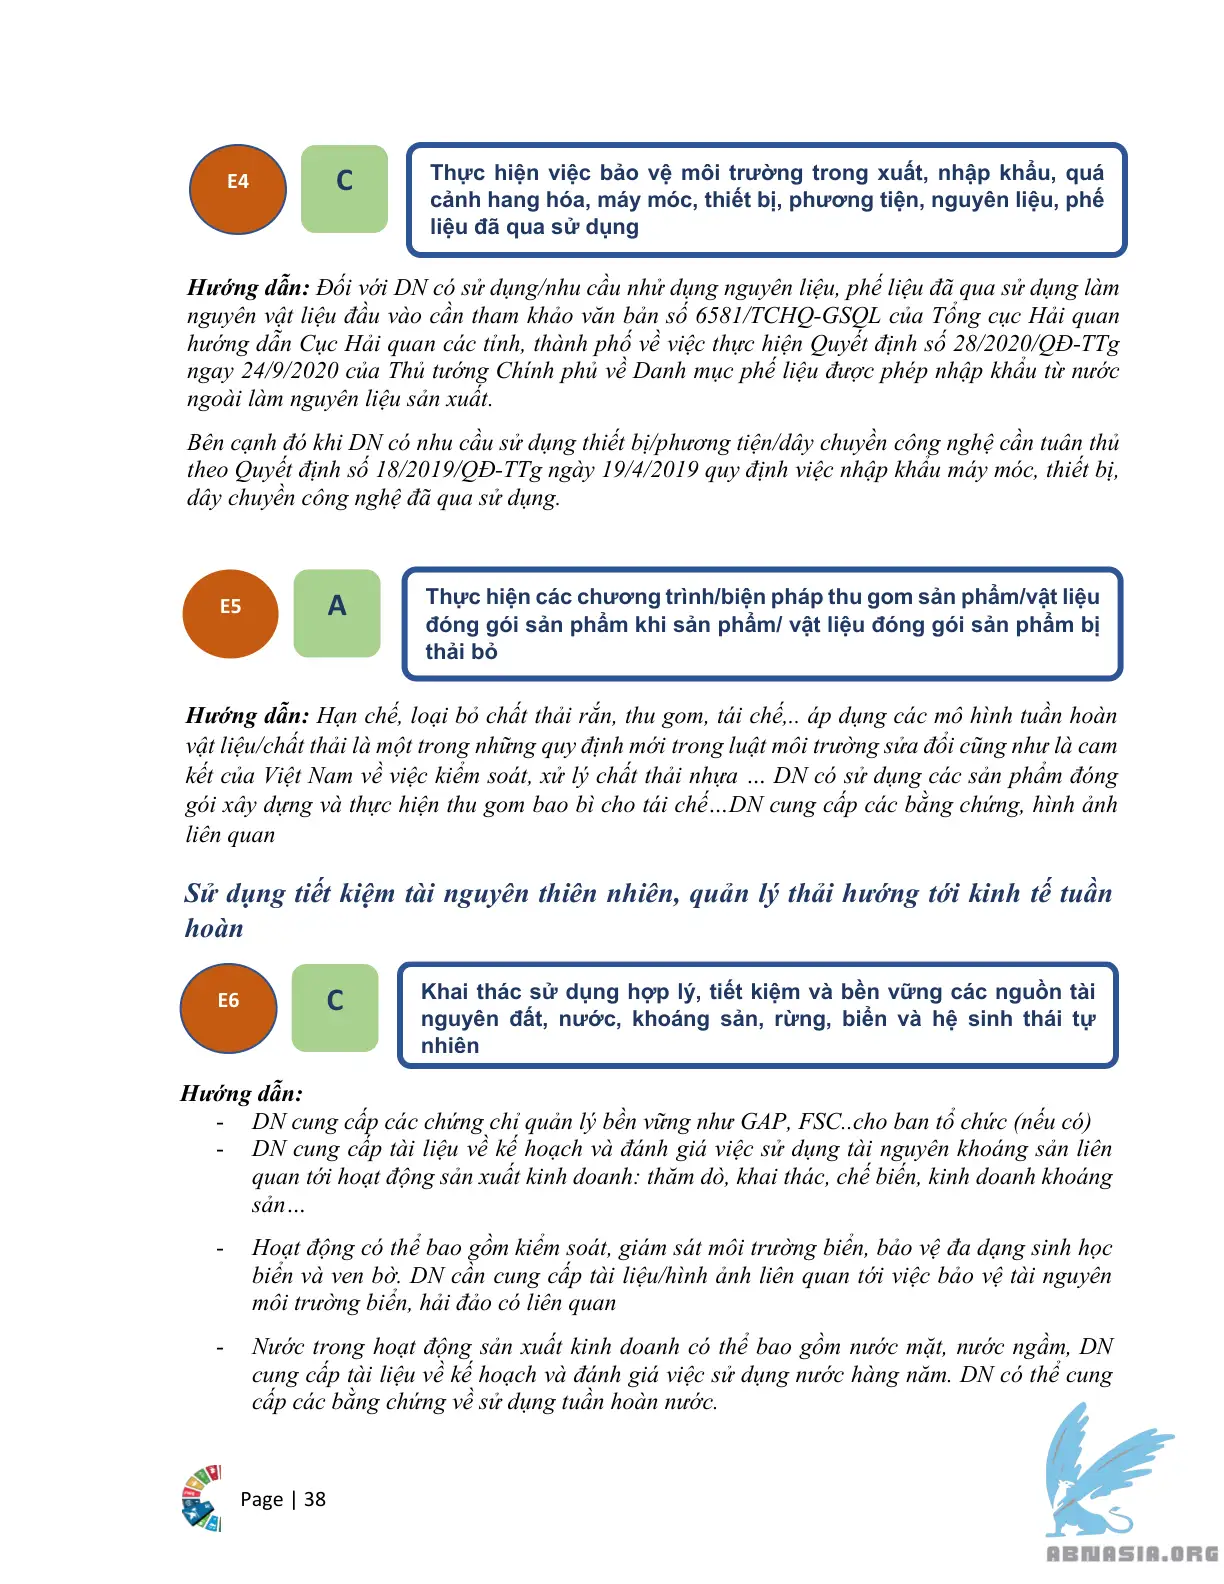 E4
C
Thực hiện việc bảo vệ môi trường trong xuất, nhập khẩu, quá
cảnh hang hóa, máy móc, thiết bị, phương tiện, nguyên liệu, phế
liệu đã qua sử dụng
Hướng dẫn: Đối với DN có sử dụng/nhu cầu nhử dụng nguyên liệu, phế liệu đã qua sử dụng làm
nguyên vật liệu đầu vào cần tham khảo văn bản số 6581/TCHQ-GSQL của Tổng cục Hải quan
hướng dẫn Cục Hải quan các tỉnh, thành phố về việc thực hiện Quyết định số 28/2020/QĐ-TTg
ngay 24/9/2020 của Thủ tướng Chính phủ về Danh mục phế liệu được phép nhập khẩu từ nước
ngoài làm nguyên liệu sản xuất.
Bên cạnh đó khi DN có nhu cầu sử dụng thiết bị/phương tiện/dây chuyền công nghệ cần tuân thủ
theo Quyết định số 18/2019/QĐ-TTg ngày 19/4/2019 quy định việc nhập khẩu máy móc, thiết bị,
dây chuyền công nghệ đã qua sử dụng.
E5
A
Thực hiện các chương trình/biện pháp thu gom sản phẩm/vật liệu
đóng gói sản phẩm khi sản phẩm/ vật liệu đóng gói sản phẩm bị
thải bỏ
Hướng dẫn: Hạn chế, loại bỏ chất thải rắn, thu gom, tái chế,.. áp dụng các mô hình tuần hoàn
vật liệu/chất thải là một trong những quy định mới trong luật môi trường sửa đổi cũng như là cam
kết của Việt Nam về việc kiểm soát, xử lý chất thải nhựa … DN có sử dụng các sản phẩm đóng
gói xây dựng và thực hiện thu gom bao bì cho tái chế…DN cung cấp các bằng chứng, hình ảnh
liên quan
Sử dụng tiết kiệm tài nguyên thiên nhiên, quản lý thải hướng tới kinh tế tuần
hoàn
E6
C
Khai thác sử dụng hợp lý, tiết kiệm và bền vững các nguồn tài
nguyên đất, nước, khoáng sản, rừng, biển và hệ sinh thái tự
nhiên
Hướng dẫn:
- DN cung cấp các chứng chỉ quản lý bền vững như GAP, FSC..cho ban tổ chức (nếu có)
- DN cung cấp tài liệu về kế hoạch và đánh giá việc sử dụng tài nguyên khoáng sản liên
quan tới hoạt động sản xuất kinh doanh: thăm dò, khai thác, chế biến, kinh doanh khoáng
sản…
- Hoạt động có thể bao gồm kiểm soát, giám sát môi trường biển, bảo vệ đa dạng sinh học
biển và ven bờ. DN cần cung cấp tài liệu/hình ảnh liên quan tới việc bảo vệ tài nguyên
môi trường biển, hải đảo có liên quan
- Nước trong hoạt động sản xuất kinh doanh có thể bao gồm nước mặt, nước ngầm, DN
cung cấp tài liệu về kế hoạch và đánh giá việc sử dụng nước hàng năm. DN có thể cung
cấp các bằng chứng về sử dụng tuần hoàn nước.
Page | 38
ABNASIA.ORG